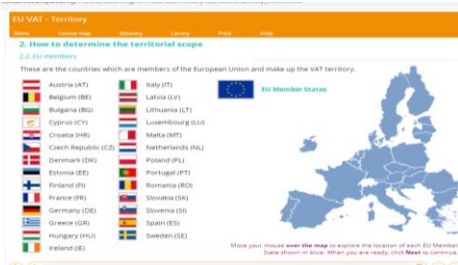 EU VAT - Territory
Home Course map Glossary Library Print Help
2. How to determine the territorial scope
2.2. EU members
These are the countries which are members of the European Union and make up the VAT territory.
Austria (AT) Italy (IT)
Belgium (BE) Latvia (LV)
Bulgaria (BG) Lithuania (LT)
Cyprus (CY) Luxembourg (LU)
Croatia (HR) Malta (MT)
Czech Republic (CZ) Netherlands (NL)
Denmark (DK) Poland (PL)
Estonia (EE) Portugal (PT)
Finland (FI) Romania (RO)
France (FR) Slovakia (SK)
Germany (DE) Slovenia (SI)
Greece (GR) Spain (ES)
Hungary (HU) Sweden (SE)
Ireland (IE)
EU Member States
Move your mouse over the map to explore the location of each EU Member
State shown in blue. When you are ready, click Next to continue.